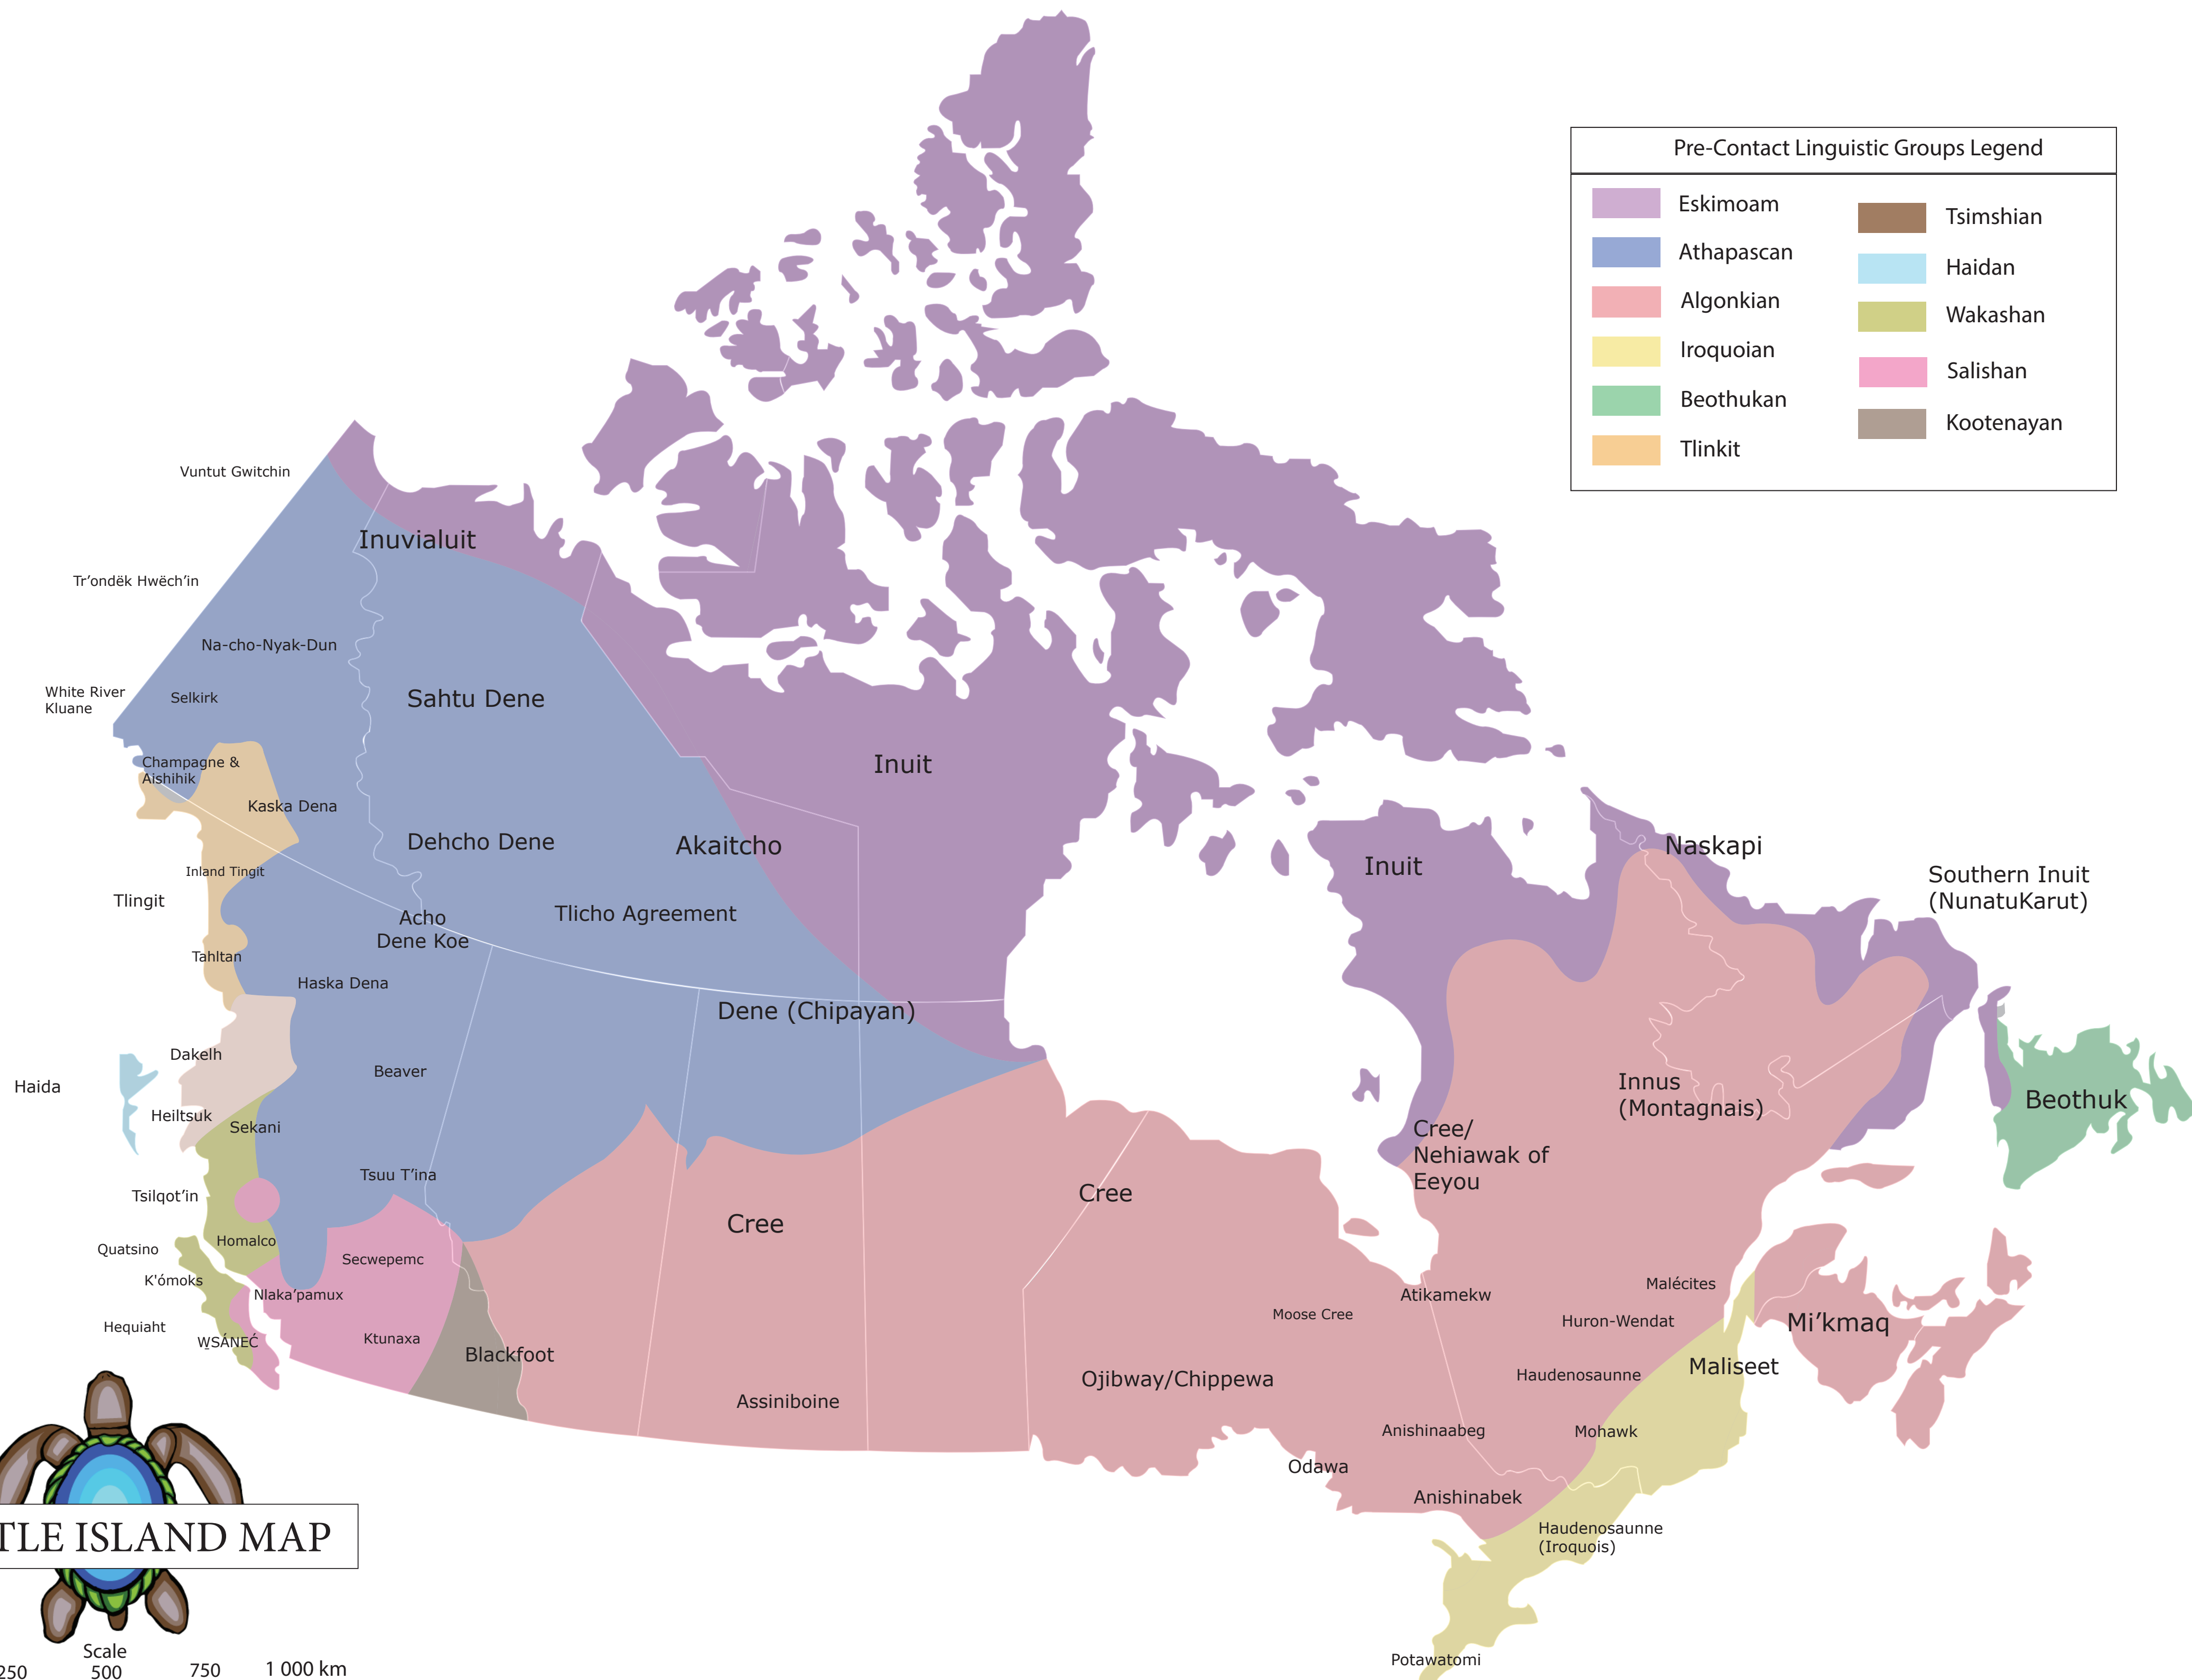 Pre-Contact Linguistic Groups Legend
Eskimoam
Athapascan
Algonkian
Iroquoian
Beothukan
Tlinkit
Tsimshian
Haidan
Wakashan
Salishan
Kootenayan
Vuntut Gwitchin
Inuvialuit
Tr'ondëk Hwëch'in
Na-cho-Nyak-Dun
White River
Kluane
Selkirk
Sahtu Dene
Champagne &
Aishihik
Kaska Dena
Inuit
Dehcho Dene
Akaitcho
Inland Tingit
Tlingit
Acho
Dene Koe
Tlicho Agreement
Tahltan
Haska Dena
Dene (Chipayan)
Dakelh
Haida
Beaver
Heiltsuk
Sekani
Tsuu T'ina
Tsilqot'in
Homalco
Quatsino
K'ómoks
Secwepemc
Nlaka'pamux
Hequiaht
W̱SÁNEĆ
Ktunaxa
Blackfoot
Cree
Assiniboine
Cree
Ojibway/Chippewa
Moose Cree
Inuit
Naskapi
Southern Inuit
(NunatuKarut)
Innus
(Montagnais)
Beothuk
Cree/
Nehiawak of
Eeyou
Atikamekw
Malécites
Huron-Wendat
Mi'kmaq
Haudenosaunne
Maliseet
Anishinaabeg
Mohawk
Odawa
Anishinabek
Haudenosaunne
(Iroquois)
Potawatomi
TLE ISLAND MAP
Scale
250 500 750 1 000 km